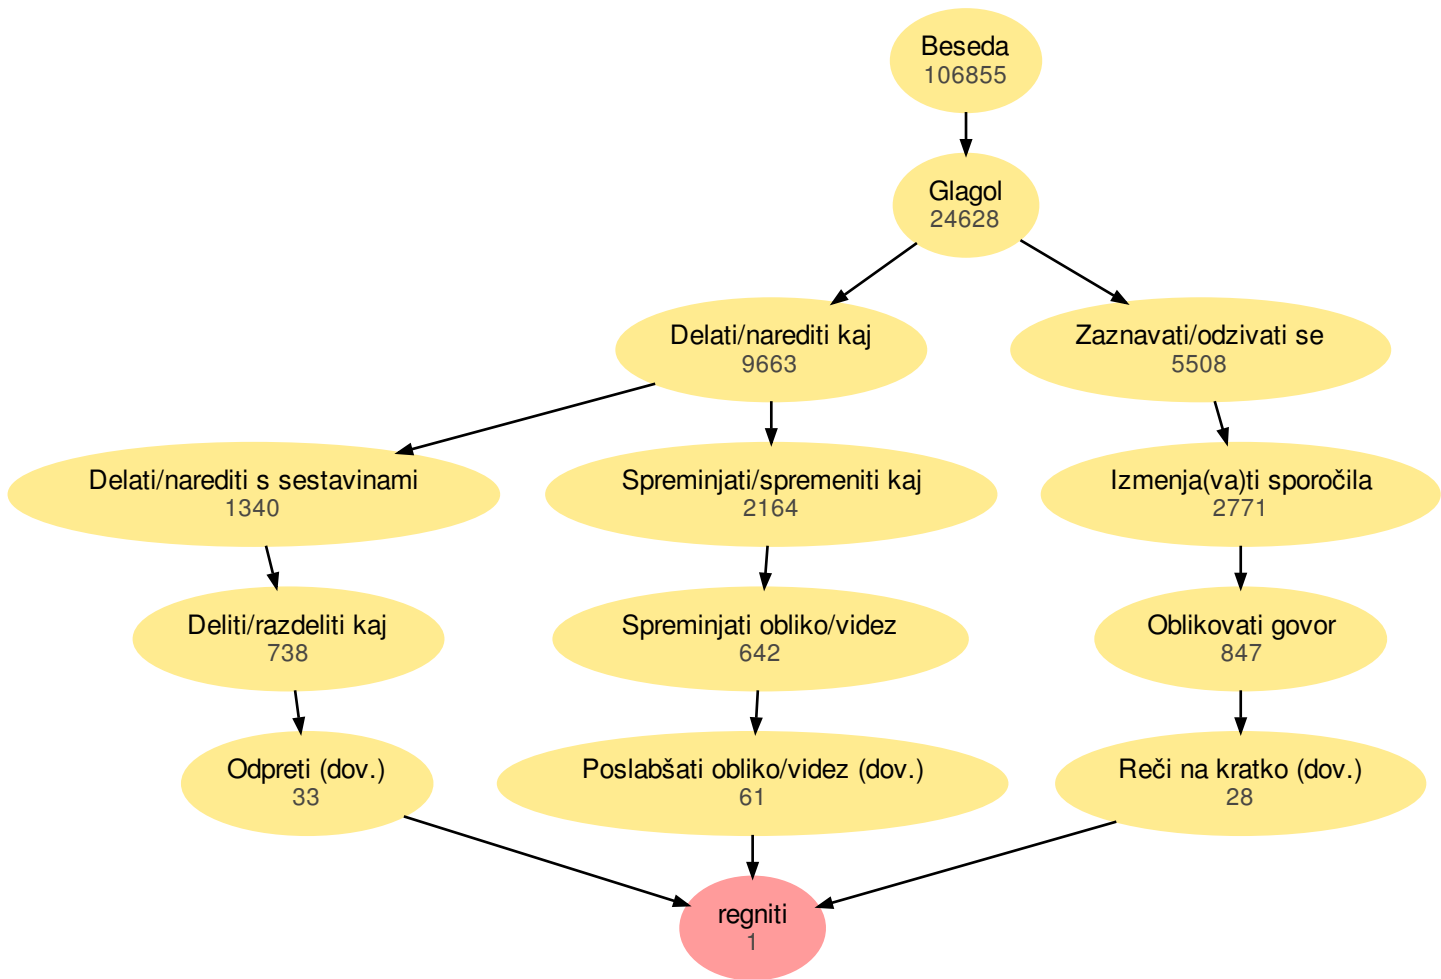 Beseda
106855
Glagol
24628
Delati/narediti kaj
9663
Zaznavati/odzivati se
5508
Delati/narediti s sestavinami
1340
Spreminjati/spremeniti kaj
2164
Izmenja(va)ti sporočila
2771
Deliti/razdeliti kaj
738
Spreminjati obliko/videz
642
Oblikovati govor
847
Odpreti (dov.)
33
Poslabšati obliko/videz (dov.)
61
Reči na kratko (dov.)
28
regniti
1